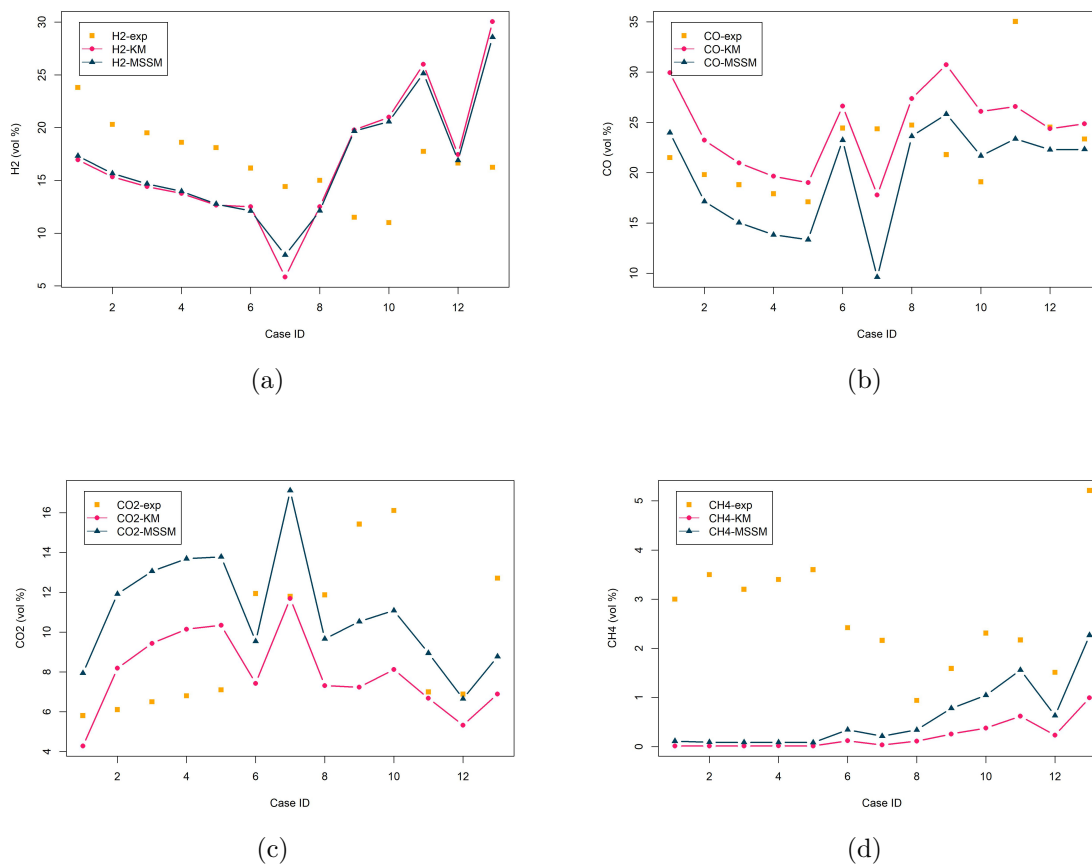 H2-exp
H2-KM
H2-MSSM
H2 (vol %)
5 10 15 20 25 30
2 4 6 8 10 12
Case ID
(a)
CO-exp
CO-KM
CO-MSSM
CO (vol %)
10 15 20 25 30 35
2 4 6 8 10 12
Case ID
(b)
CO2-exp
CO2-KM
CO2-MSSM
CO2 (vol %)
4 6 8 10 12 14 16
2 4 6 8 10 12
Case ID
(c)
CH4-exp
CH4-KM
CH4-MSSM
CH4 (vol %)
0 1 2 3 4 5
2 4 6 8 10 12
Case ID
(d)